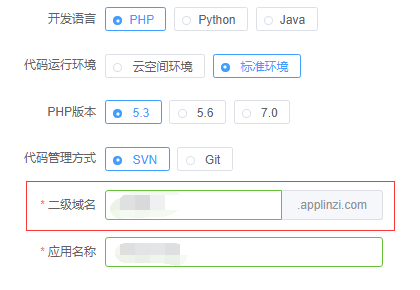 开发语言 PHP Python Java
代码运行环境 云空间环境 标准环境
PHP版本 5.3 5.6 7.0
代码管理方式 SVN Git
* 二级域名 .applinzi.com
* 应用名称